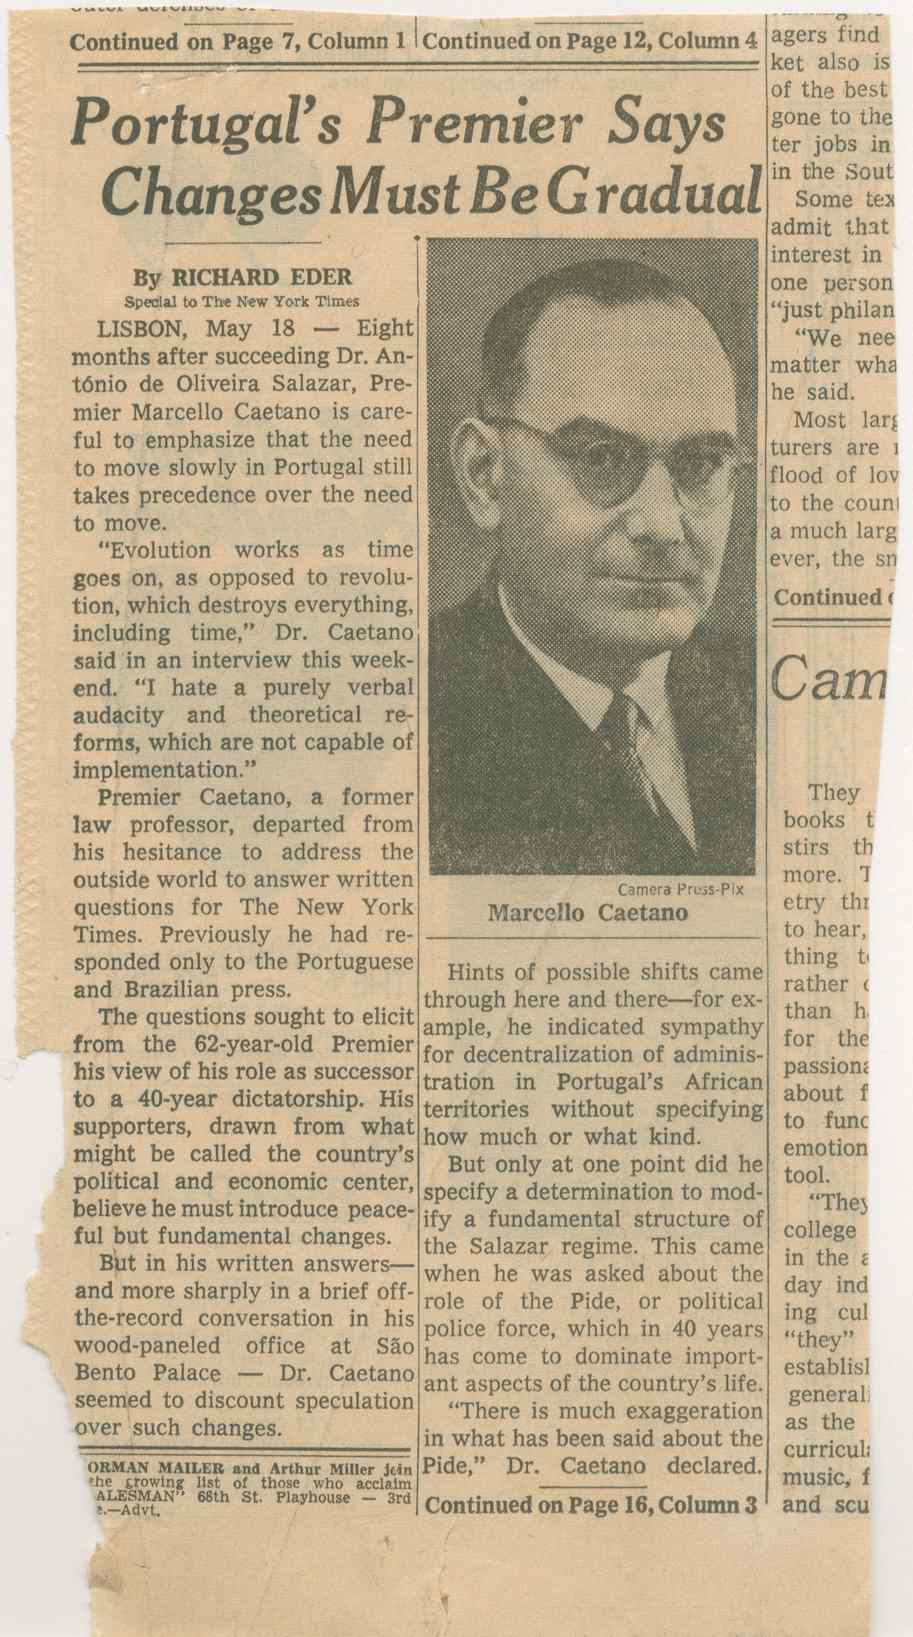 Continued on Page 7, Column 1
Continued on Page 12, Column 4
Portugal's Premier Says
Changes Must Be Gradual
By RICHARD EDER
Special to The New York Times
LISBON, May 18 — Eight
months after succeeding Dr. An-
tónio de Oliveira Salazar, Pre-
mier Marcello Caetano is care-
ful to emphasize that the need
to move slowly in Portugal still
takes precedence over the need
to move.
“Evolution works as time
goes on, as opposed to revolu-
tion, which destroys everything,
including time,” Dr. Caetano
said in an interview this week-
end. “I hate a purely verbal
audacity and theoretical re-
forms, which are not capable of
implementation.”
Premier Caetano, a former
law professor, departed from
his hesitance to address the
outside world to answer written
questions for The New York
Times. Previously he had re-
sponded only to the Portuguese
and Brazilian press.
The questions sought to elicit
from the 62-year-old Premier
his view of his role as successor
to a 40-year dictatorship. His
supporters, drawn from what
might be called the country's
political and economic center,
believe he must introduce peace-
ful but fundamental changes.
But in his written answers—
and more sharply in a brief off-
the-record conversation in his
wood-paneled office at São
Bento Palace — Dr. Caetano
seemed to discount speculation
over such changes.
ORMAN MAILER and Arthur Miller join
the growing list of those who acclaim
ALESMAN” 68th St. Playhouse — 3rd
e.—Advt.
Camera Press-Pix
Marcello Caetano
Hints of possible shifts came
through here and there—for ex-
ample, he indicated sympathy
for decentralization of adminis-
tration in Portugal's African
territories without specifying
how much or what kind.
But only at one point did he
specify a determination to mod-
ify a fundamental structure of
the Salazar regime. This came
when he was asked about the
role of the Pide, or political
police force, which in 40 years
has come to dominate import-
ant aspects of the country's life.
“There is much exaggeration
in what has been said about the
Pide,” Dr. Caetano declared.
Continued on Page 16, Column 3
agers find
ket also is
of the best
gone to the
ter jobs in
in the Sout
Some tex
admit that
interest in
one person
“just philan
“We nee
matter wha
he said.
Most larg
turers are
flood of lov
to the coun
a much larg
ever, the sn
Continued
Cam
They
books t
stirs th
more. T
etry thr
to hear,
thing t
rather
than h
for the
passiona
about f
to func
emotion
tool.
“They
college
in the a
day ind
ing cul
“they”
establisl
general
as the
curricula
music, f
and scu